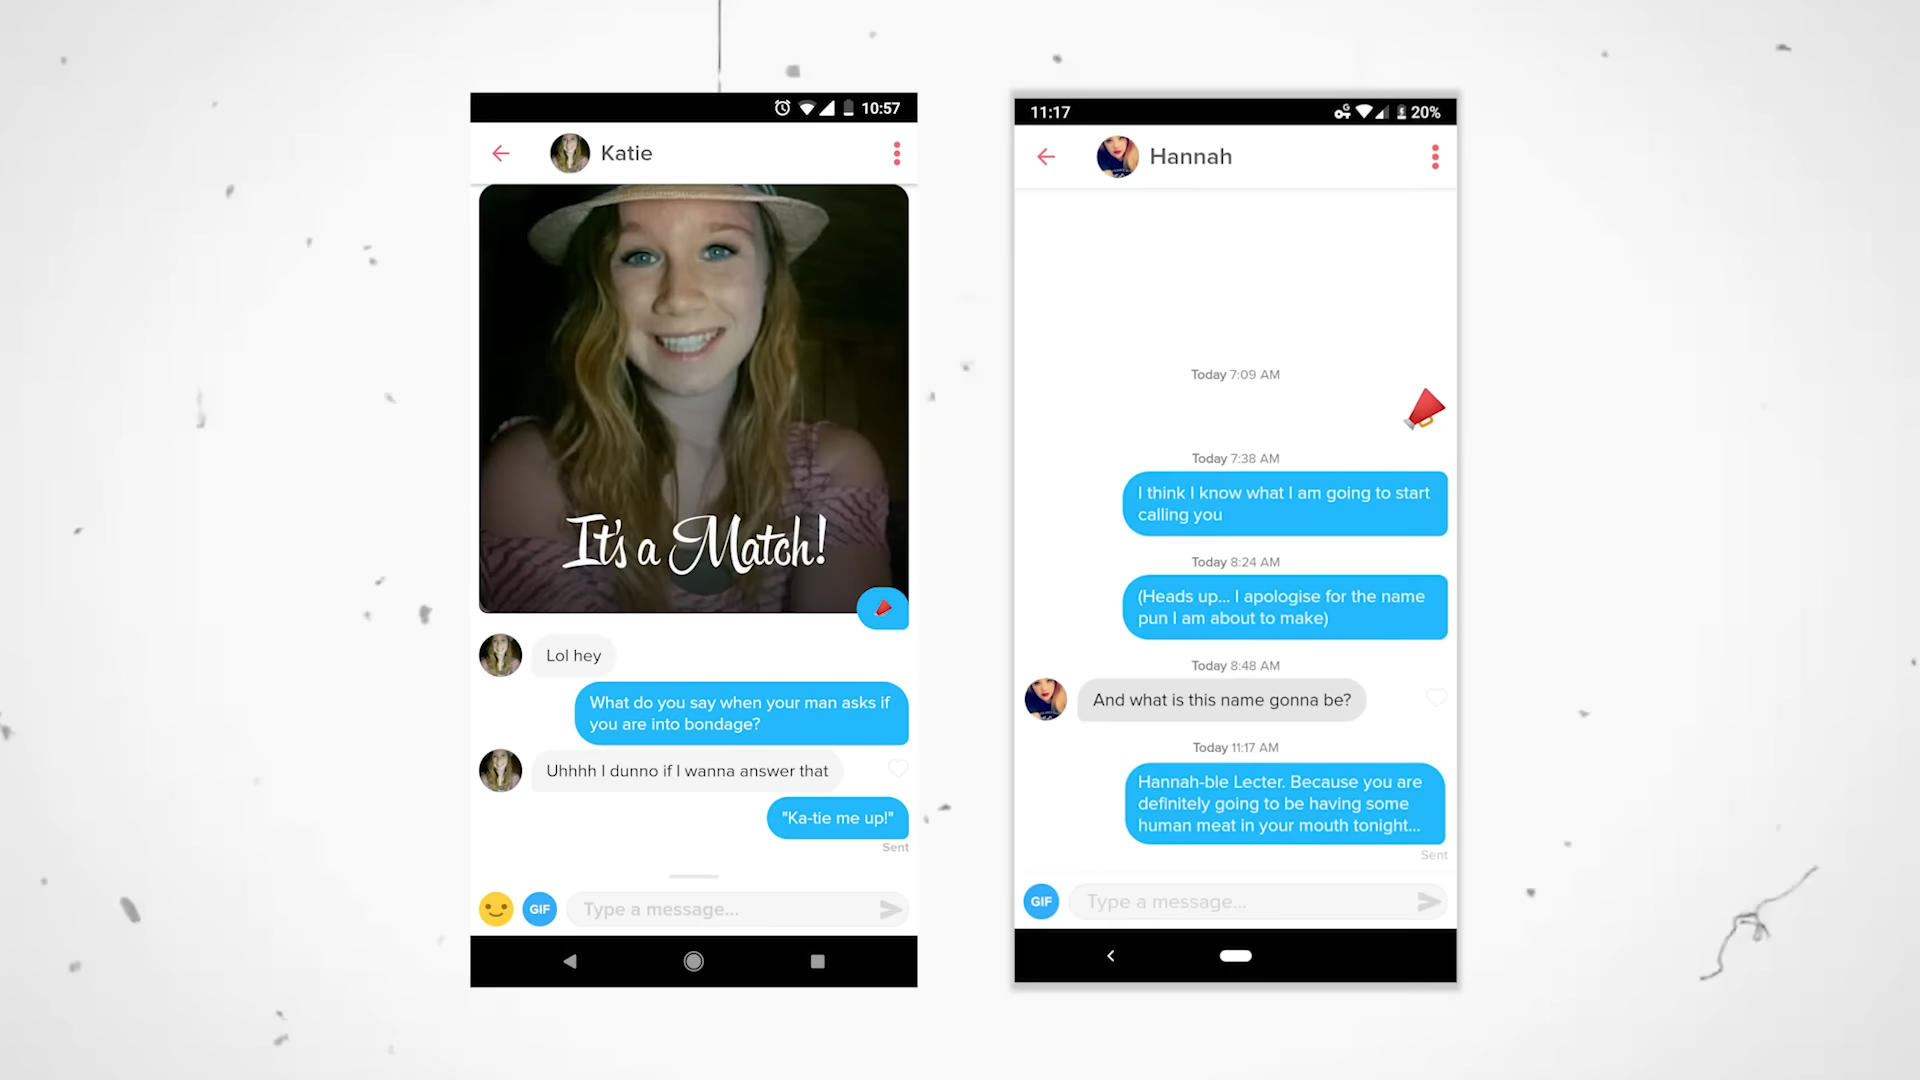 10:57
Katie
It's a Match!
Lol hey
What do you say when your man asks if
you are into bondage?
Uhhhh I dunno if I wanna answer that
"Ka-tie me up!"
Sent
GIF
Type a message...
11:17
G
20%
Hannah
Today 7:09 AM
Today 7:38 AM
I think I know what I am going to start
calling you
Today 8:24 AM
(Heads up... I apologise for the name
pun I am about to make)
Today 8:48 AM
And what is this name gonna be?
Today 11:17 AM
Hannah-ble Lecter. Because you are
definitely going to be having some
human meat in your mouth tonight...
Sent
GIF
Type a message...